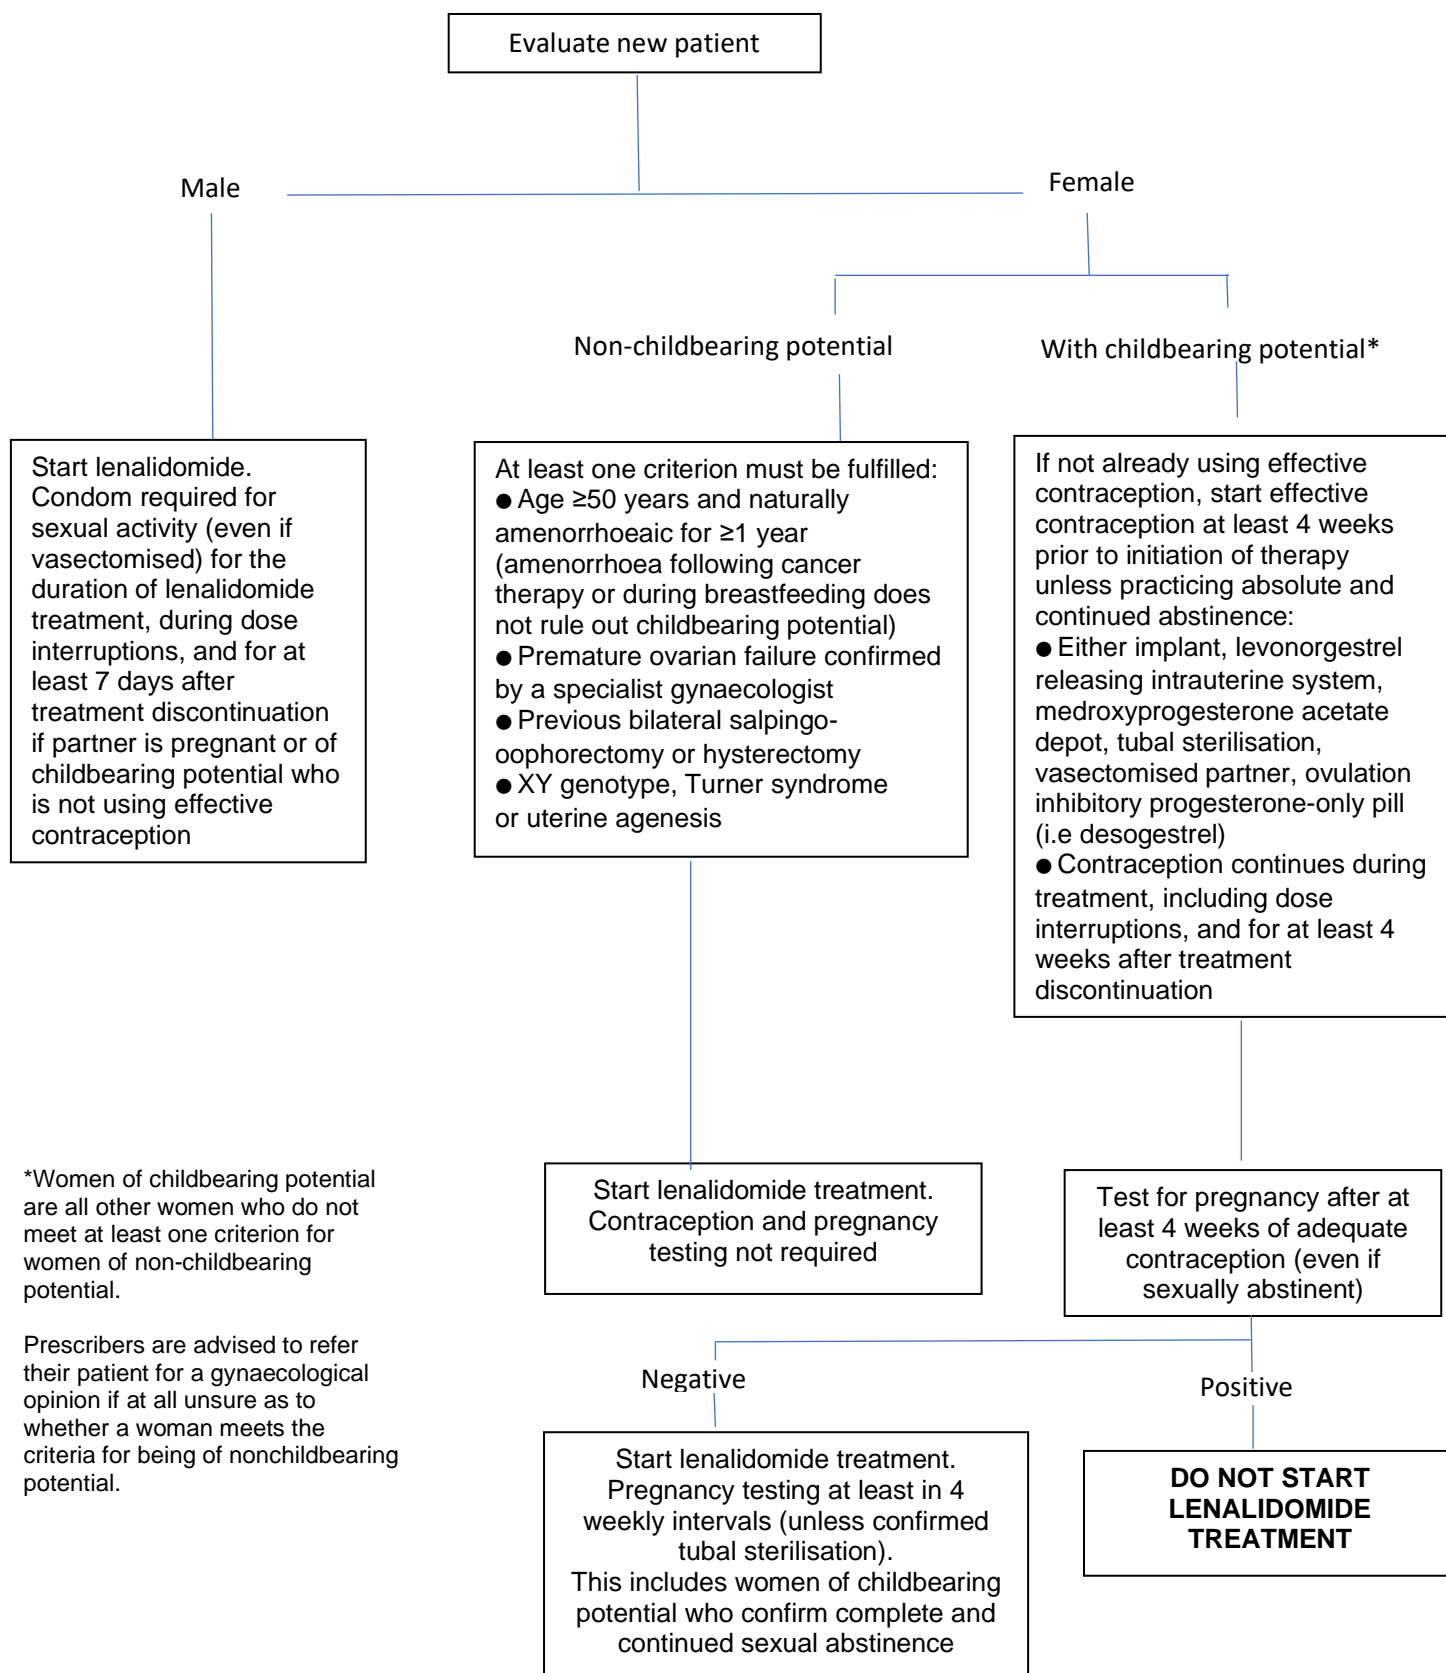 Evaluate new patient
Male
Female
Non-childbearing potential
With childbearing potential*
Start lenalidomide.
Condom required for
sexual activity (even if
vasectomised) for the
duration of lenalidomide
treatment, during dose
interruptions, and for at
least 7 days after
treatment discontinuation
if partner is pregnant or of
childbearing potential who
is not using effective
contraception
At least one criterion must be fulfilled:
● Age ≥50 years and naturally
amenorrhoeaic for ≥1 year
(amenorrhoea following cancer
therapy or during breastfeeding does
not rule out childbearing potential)
● Premature ovarian failure confirmed
by a specialist gynaecologist
● Previous bilateral salpingo-
oophorectomy or hysterectomy
● XY genotype, Turner syndrome
or uterine agenesis
If not already using effective
contraception, start effective
contraception at least 4 weeks
prior to initiation of therapy
unless practicing absolute and
continued abstinence:
● Either implant, levonorgestrel
releasing intrauterine system,
medroxyprogesterone acetate
depot, tubal sterilisation,
vasectomised partner, ovulation
inhibitory progesterone-only pill
(i.e desogestrel)
● Contraception continues during
treatment, including dose
interruptions, and for at least 4
weeks after treatment
discontinuation
*Women of childbearing potential
are all other women who do not
meet at least one criterion for
women of non-childbearing
potential.
Prescribers are advised to refer
their patient for a gynaecological
opinion if at all unsure as to
whether a woman meets the
criteria for being of nonchildbearing
potential.
Start lenalidomide treatment.
Contraception and pregnancy
testing not required
Test for pregnancy after at
least 4 weeks of adequate
contraception (even if
sexually abstinent)
Negative
Positive
Start lenalidomide treatment.
Pregnancy testing at least in 4
weekly intervals (unless confirmed
tubal sterilisation).
This includes women of childbearing
potential who confirm complete and
continued sexual abstinence
DO NOT START
LENALIDOMIDE
TREATMENT